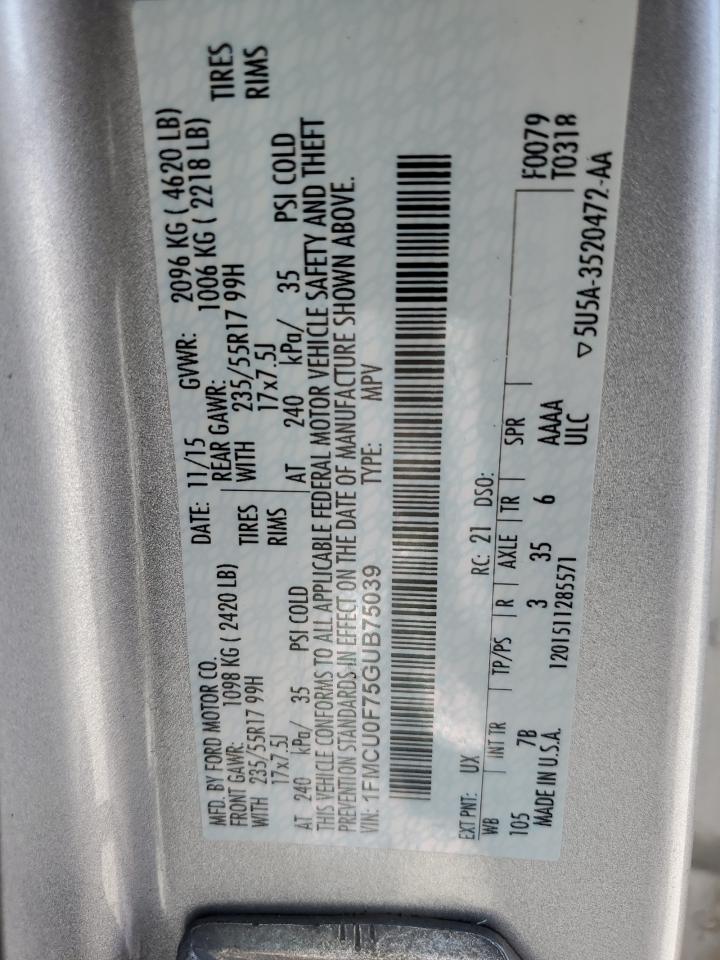 MFD. BY FORD MOTOR CO.
DATE: 11/15 GVWR: 2096 KG ( 4620 LB)
FRONT GAWR: 1098 KG ( 2420 LB)
REAR GAWR: 1006 KG ( 2218 LB)
WITH 235/55R17 99H TIRES
WITH 235/55R17 99H TIRES
17x7.5J RIMS
17x7.5J RIMS
AT 240 kPa/ 35 PSI COLD
AT 240 kPa/ 35 PSI COLD
THIS VEHICLE CONFORMS TO ALL APPLICABLE FEDERAL MOTOR VEHICLE SAFETY AND THEFT
PREVENTION STANDARDS IN EFFECT ON THE DATE OF MANUFACTURE SHOWN ABOVE.
VIN: 1FMCU0F75GUB75039 TYPE: MPV
EXT PNT: UX RC: 21 DSO: F0079
WB INT TR TP/PS R AXLE TR SPR T0318
105 7B 3 35 6 AAAA
MADE IN U.S.A. 1201511285571 ULC
5U5A-3520472-AA